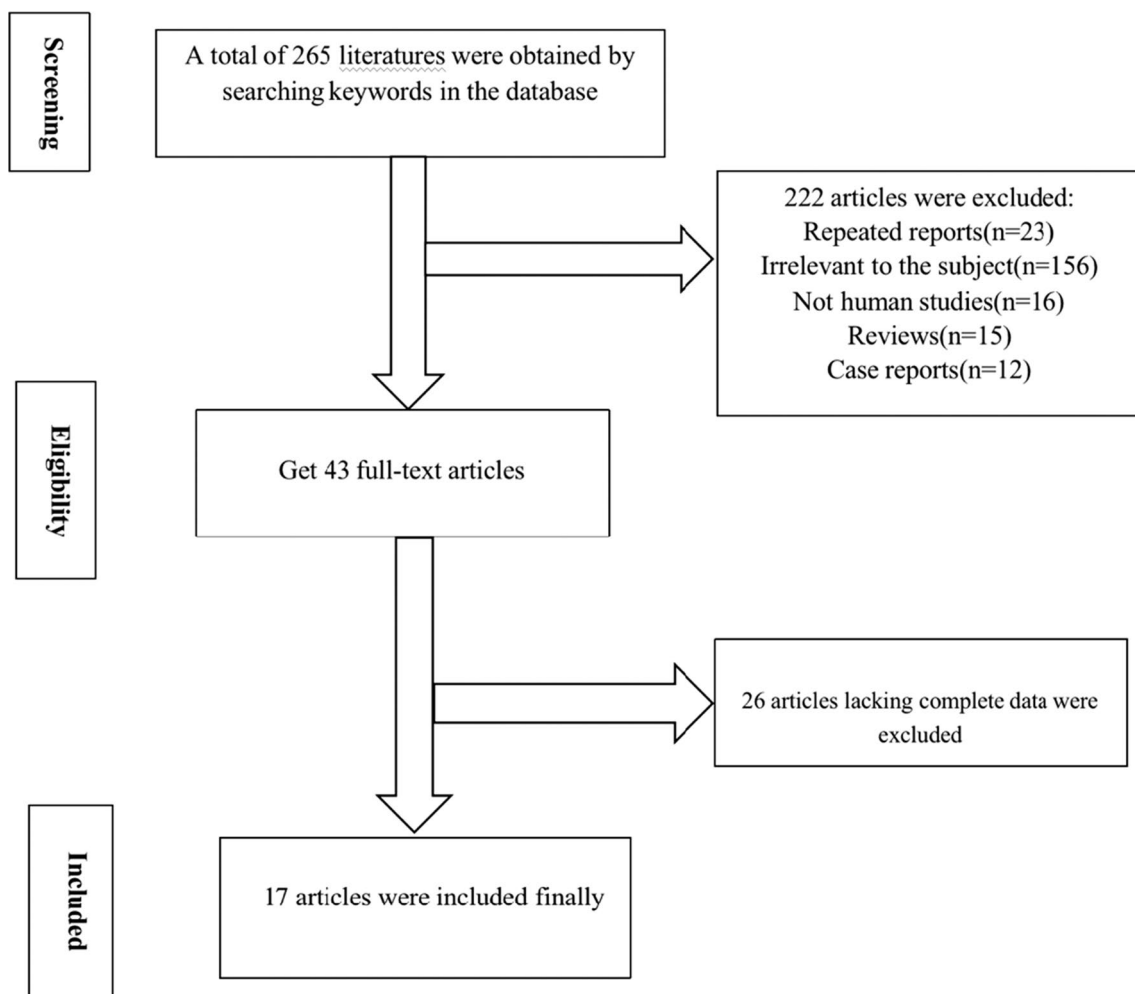 Screening
A total of 265 literatures were obtained by
searching keywords in the database
222 articles were excluded:
Repeated reports(n=23)
Irrelevant to the subject(n=156)
Not human studies(n=16)
Reviews(n=15)
Case reports(n=12)
Eligibility
Get 43 full-text articles
26 articles lacking complete data were
excluded
Included
17 articles were included finally